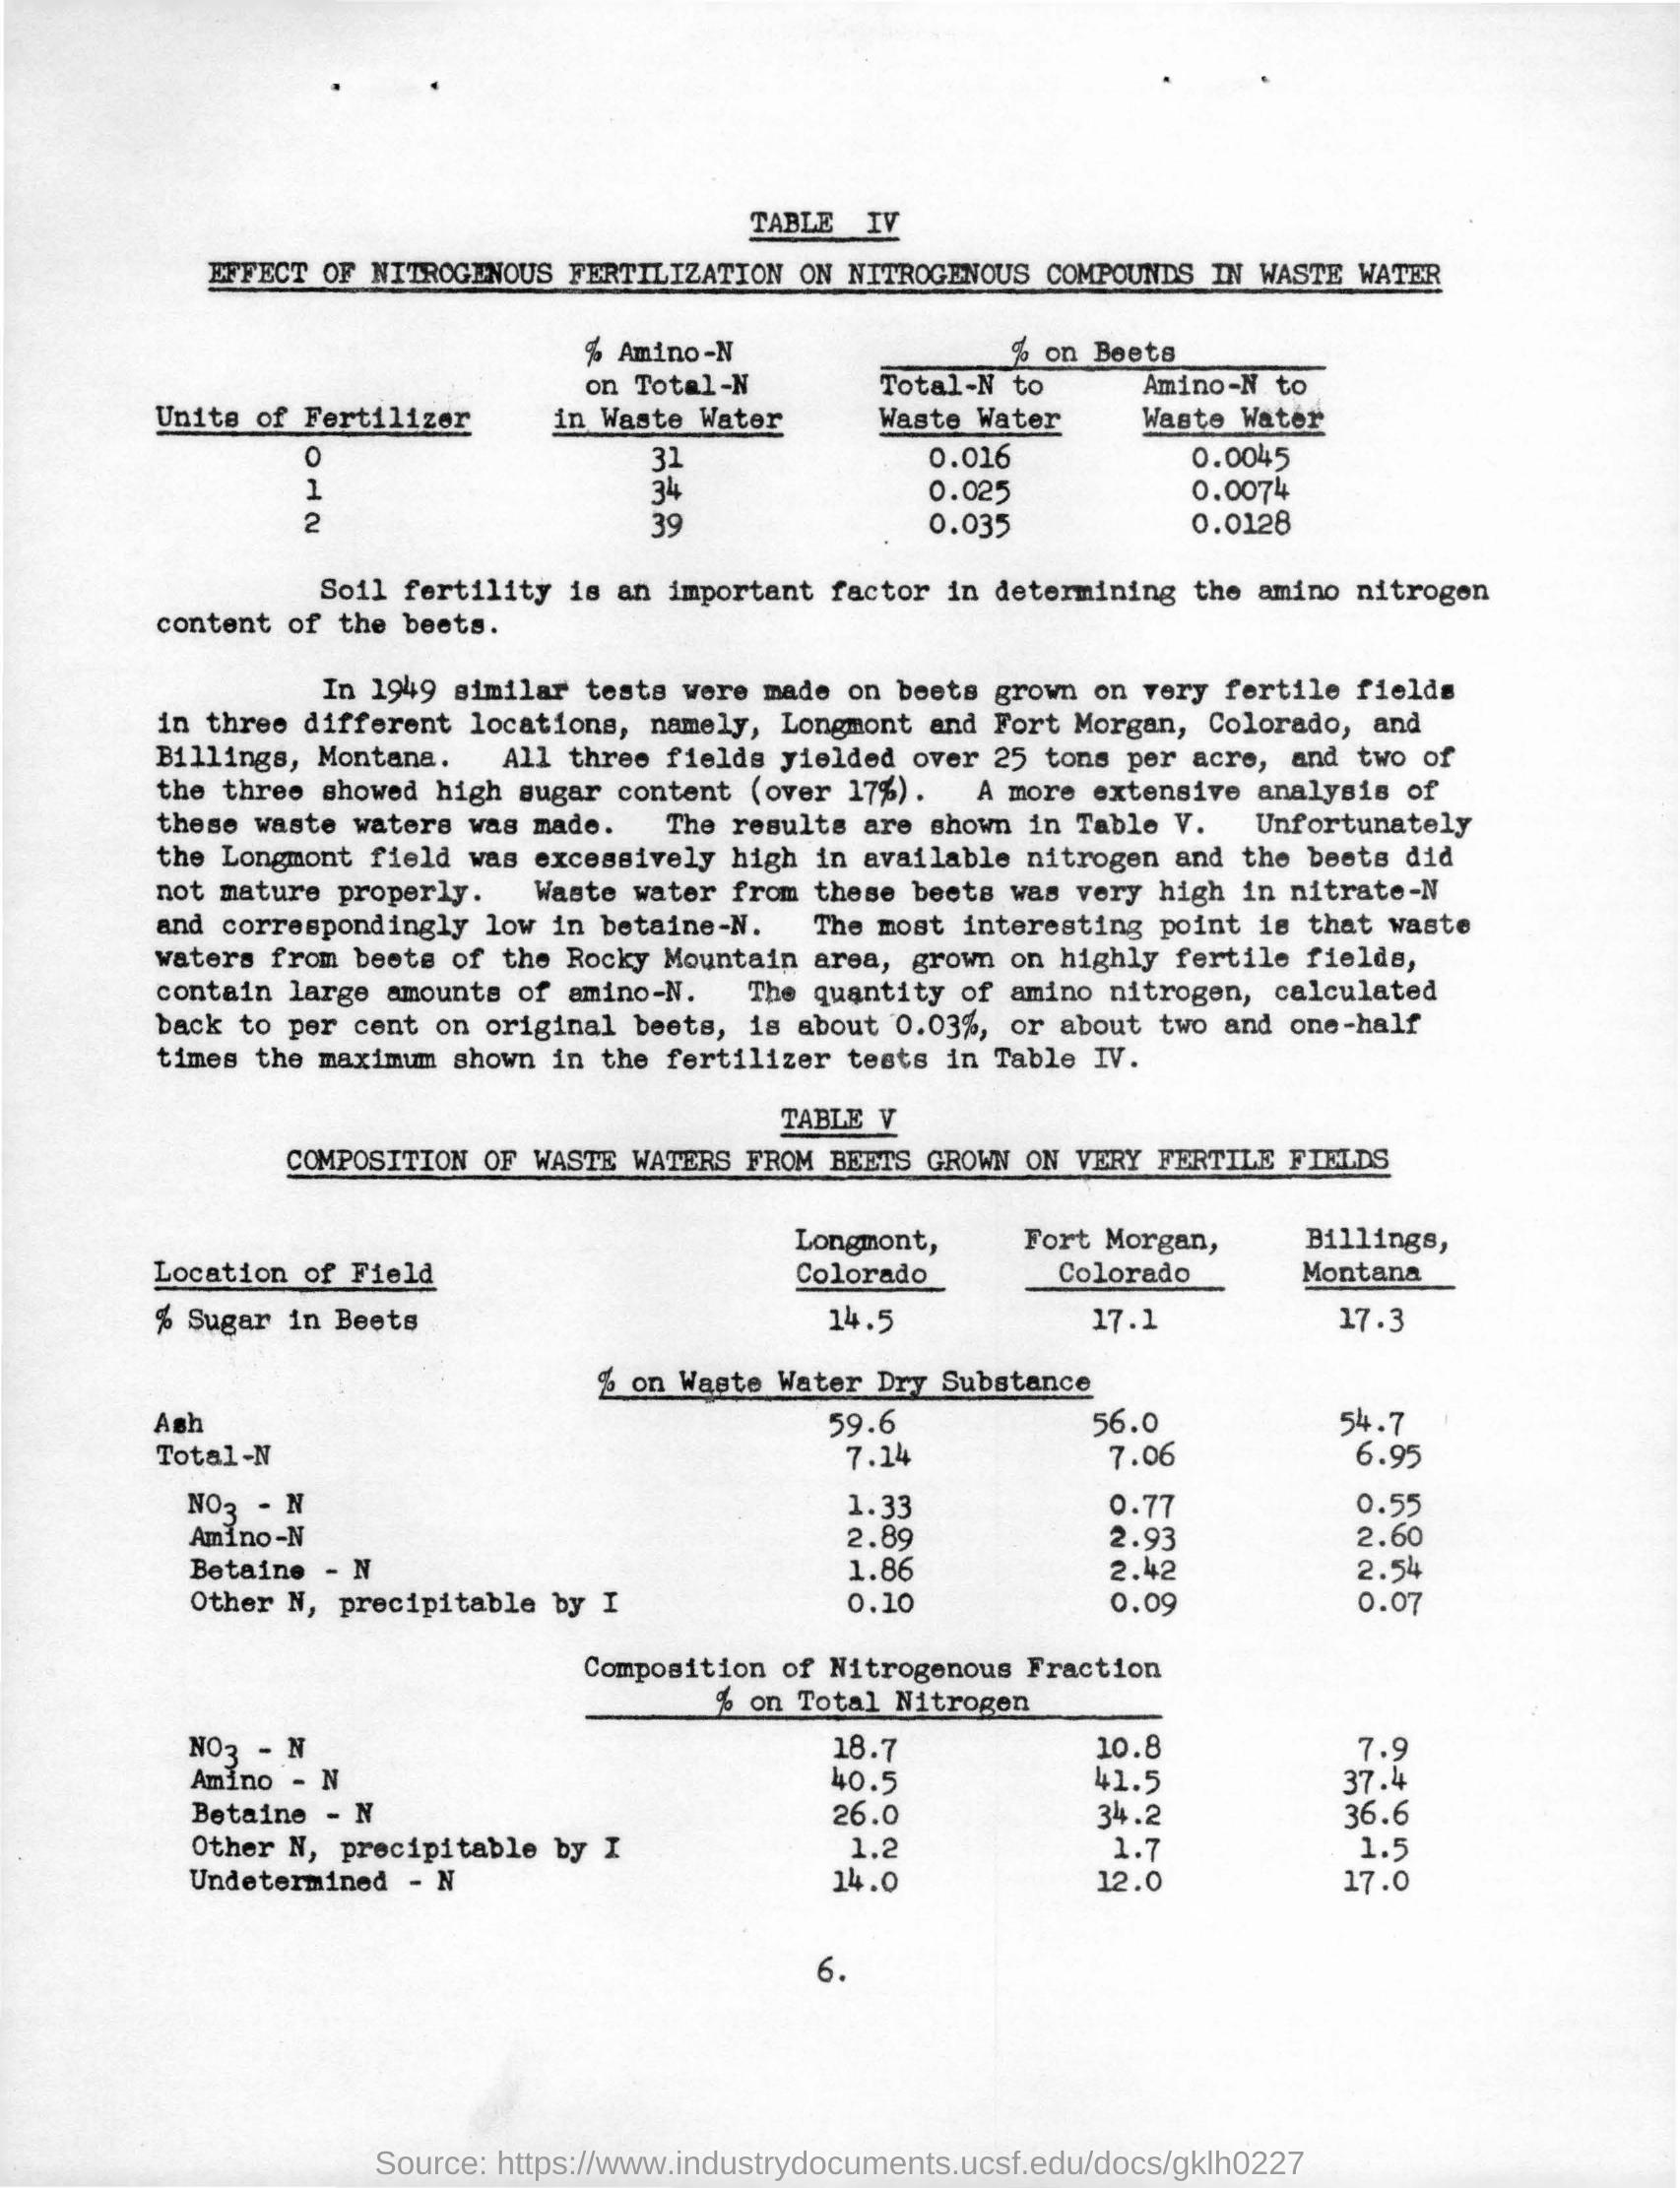 TABLE IV
EFFECT OF NITROGENOUS FERTILIZATION ON NITROGENOUS COMPOUNDS IN WASTE WATER
% Amino-N % on Beets
on Total-N Total-N to Amino-N to
Units of Fertilizer in Waste Water Waste Water Waste Water
0 31 0.016 0.0045
1 34 0.025 0.0074
2 39 0.035 0.0128
Soil fertility is an important factor in determining the amino nitrogen
content of the beets.
In 1949 similar tests were made on beets grown on very fertile fields
in three different locations, namely, Longmont and Fort Morgan, Colorado, and
Billings, Montana. All three fields yielded over 25 tons per acre, and two of
the three showed high sugar content (over 17%). A more extensive analysis of
these waste waters was made. The results are shown in Table V. Unfortunately
the Longmont field was excessively high in available nitrogen and the beets did
not mature properly. Waste water from these beets was very high in nitrate-N
and correspondingly low in betaine-N. The most interesting point is that waste
waters from beets of the Rocky Mountain area, grown on highly fertile fields,
contain large amounts of amino-N. The quantity of amino nitrogen, calculated
back to per cent on original beets, is about 0.03%, or about two and one-half
times the maximum shown in the fertilizer tests in Table IV.
TABLE V
COMPOSITION OF WASTE WATERS FROM BEETS GROWN ON VERY FERTILE FIELDS
Longmont, Fort Morgan, Billings,
Location of Field Colorado Colorado Montana
% Sugar in Beets 14.5 17.1 17.3
% on Waste Water Dry Substance
Ash 59.6 56.0 54.7
Total-N 7.14 7.06 6.95
NO3 - N 1.33 0.77 0.55
Amino-N 2.89 2.93 2.60
Betaine - N 1.86 2.42 2.54
Other N, precipitable by I 0.10 0.09 0.07
Composition of Nitrogenous Fraction
% on Total Nitrogen
NO3 - N 18.7 10.8 7.9
Amino - N 40.5 41.5 37.4
Betaine - N 26.0 34.2 36.6
Other N, precipitable by I 1.2 1.7 1.5
Undetermined - N 14.0 12.0 17.0
6.
Source: https://www.industrydocuments.ucsf.edu/docs/gklh0227